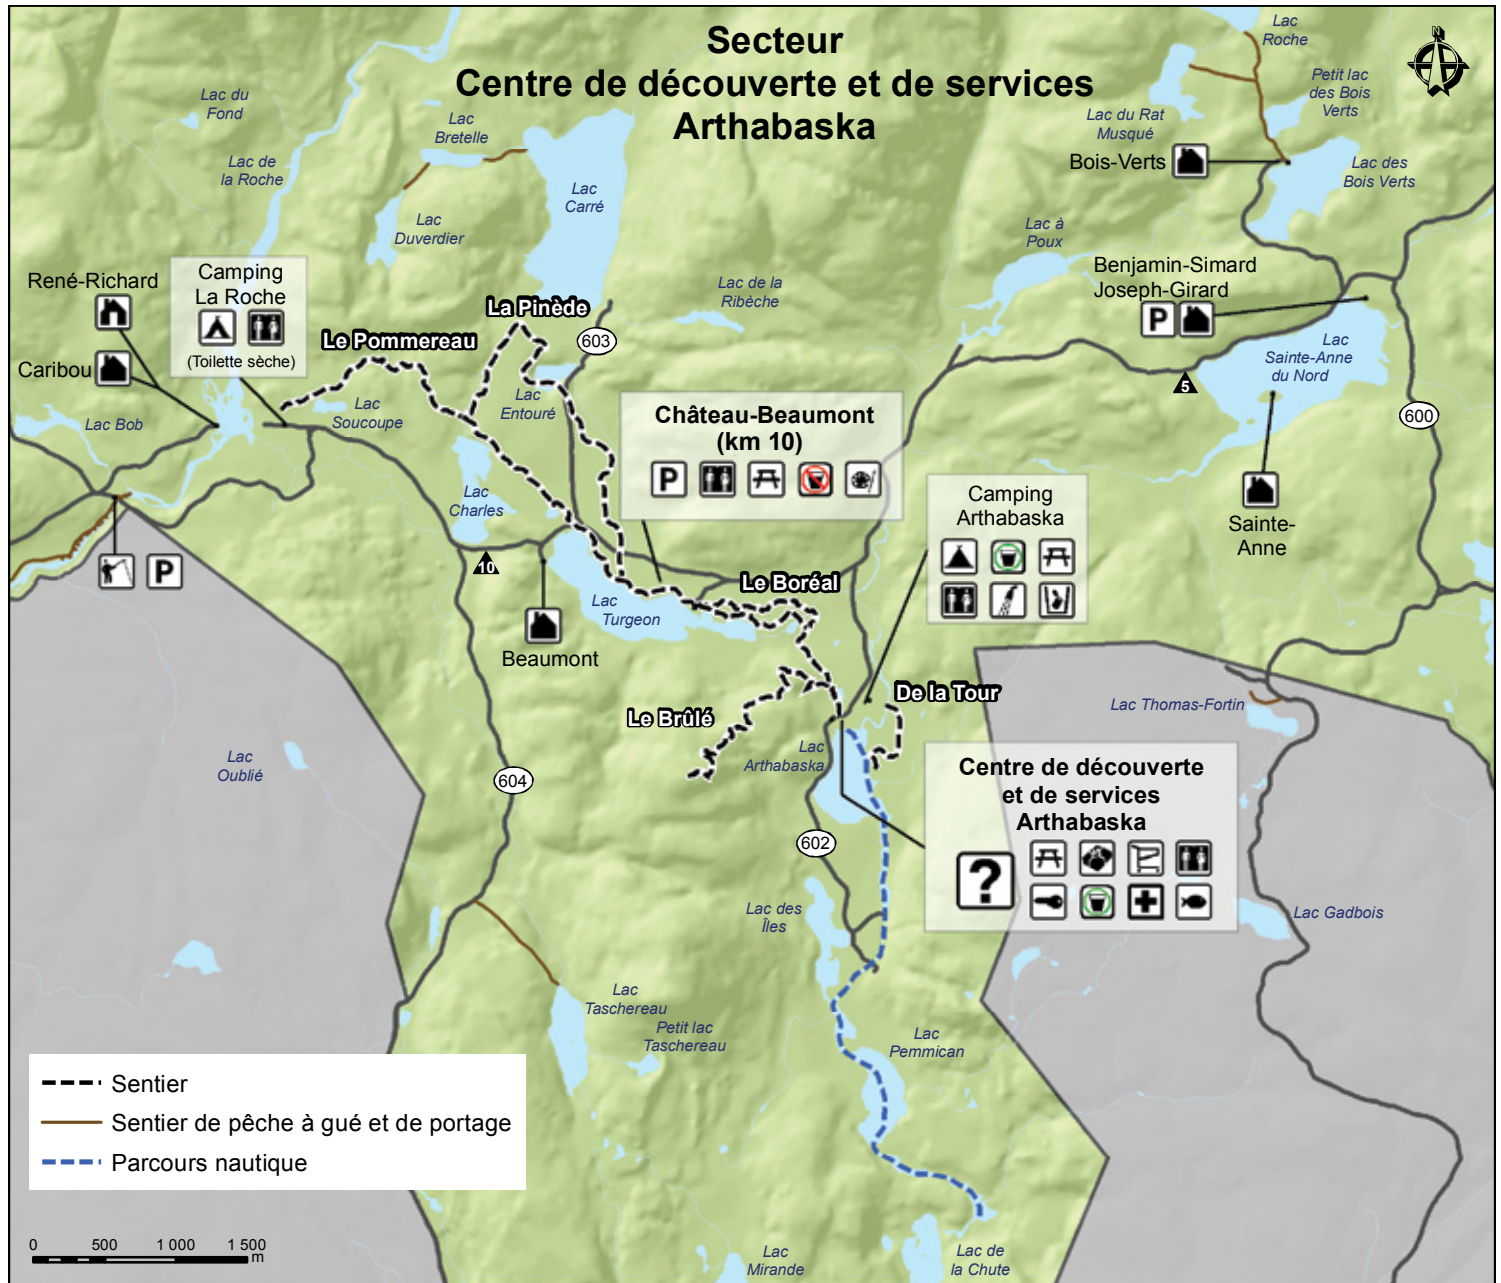 Secteur
Centre de découverte et de services
Arthabaska
N
Lac
Roche
Petit lac
des Bois
Verts
Lac du Rat
Musqué
Bois-Verts
Lac des
Bois Verts
Lac du
Fond
Lac
Bretelle
Lac de
la Roche
Lac
Carré
Lac
Duverdier
Lac à
Poux
Benjamin-Simard
Joseph-Girard
P
René-Richard
Camping
La Roche
(Toilette sèche)
Caribou
Lac de la
Ribèche
La Pinède
Le Pommereau
603
Lac
Sainte-Anne
du Nord
5
600
Lac Bob
Lac
Soucoupe
Lac
Entouré
Château-Beaumont
(km 10)
P
Lac
Charles
Camping
Arthabaska
Sainte-
Anne
P
10
Lac
Turgeon
Le Boréal
Beaumont
De la Tour
Le Brûlé
Lac Thomas-Fortin
Lac
Arthabaska
Lac
Oublié
604
Centre de découverte
et de services
Arthabaska
?
602
Lac des
Îles
Lac Gadbois
Lac
Taschereau
Petit lac
Taschereau
Lac
Pemmican
Sentier
Sentier de pêche à gué et de portage
Parcours nautique
0 500 1 000 1 500
m
Lac
Mirande
Lac de
la Chute